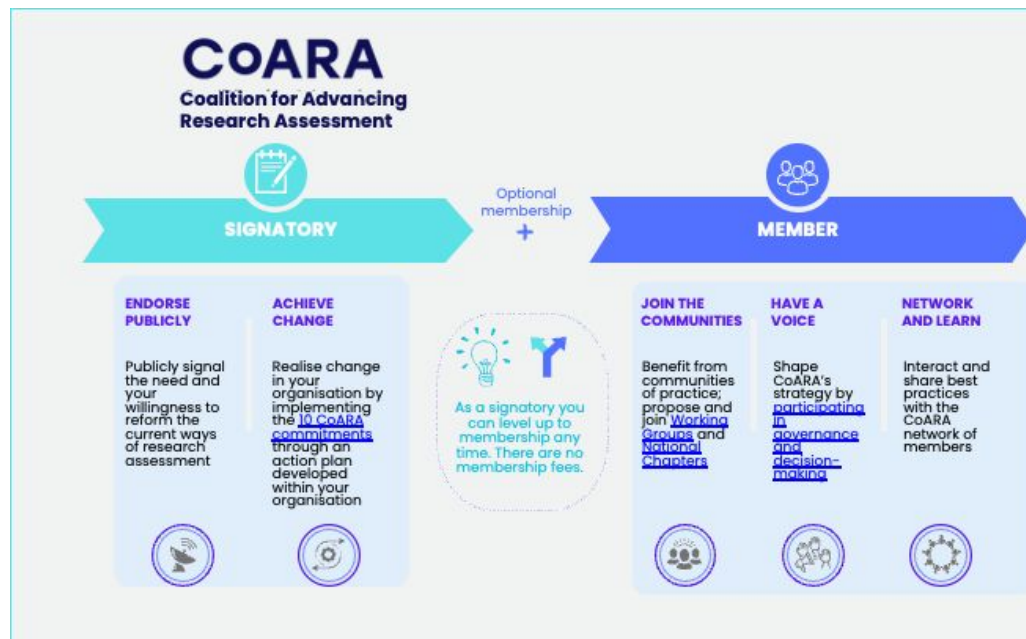 CoARA
Coalition for Advancing
Research Assessment
SIGNATORY
Optional
membership
+
MEMBER
ENDORSE
PUBLICLY
Publicly signal
the need and
your
willingness to
reform the
current ways
of research
assessment
ACHIEVE
CHANGE
Realise change
in your
organisation by
implementing
the 10 CoARA
commitments
through an
action plan
developed
within your
organisation
As a signatory you
can level up to
membership any
time. There are no
membership fees.
JOIN THE
COMMUNITIES
Benefit from
communities
of practice;
propose and
join Working
Groups and
National
Chapters
HAVE A
VOICE
Shape
CoARA's
strategy by
participating
in
governance
and
decision-
making
NETWORK
AND LEARN
Interact and
share best
practices
with the
CoARA
network of
members